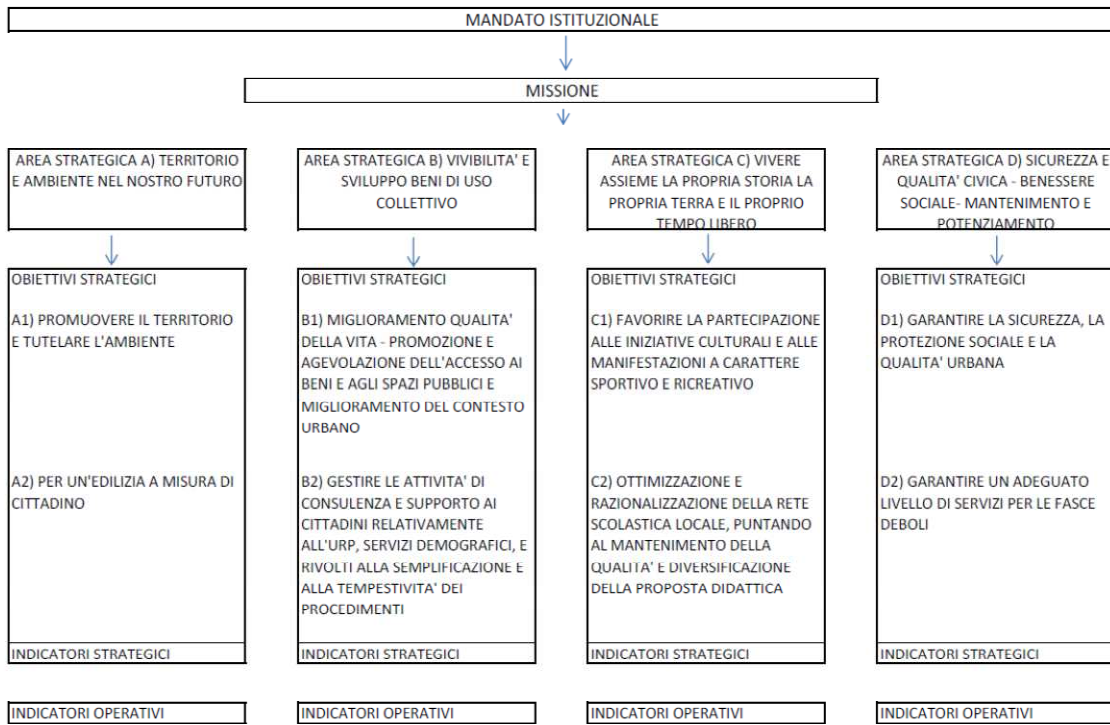 MANDATO ISTITUZIONALE
MISSIONE
AREA STRATEGICA A) TERRITORIO
E AMBIENTE NEL NOSTRO FUTURO
AREA STRATEGICA B) VIVIBILITA' E
SVILUPPO BENI DI USO
COLLETTIVO
AREA STRATEGICA C) VIVERE
ASSIEME LA PROPRIA STORIA LA
PROPRIA TERRA E IL PROPRIO
TEMPO LIBERO
AREA STRATEGICA D) SICUREZZA E
QUALITA' CIVICA - BENESSERE
SOCIALE- MANTENIMENTO E
POTENZIAMENTO
OBIETTIVI STRATEGICI
A1) PROMUOVERE IL TERRITORIO
E TUTELARE L'AMBIENTE
A2) PER UN'EDILIZIA A MISURA DI
CITTADINO
INDICATORI STRATEGICI
OBIETTIVI STRATEGICI
B1) MIGLIORAMENTO QUALITA'
DELLA VITA - PROMOZIONE E
AGEVOLAZIONE DELL'ACCESSO AI
BENI E AGLI SPAZI PUBBLICI E
MIGLIORAMENTO DEL CONTESTO
URBANO
B2) GESTIRE LE ATTIVITA' DI
CONSULENZA E SUPPORTO AI
CITTADINI RELATIVAMENTE
ALL'URP, SERVIZI DEMOGRAFICI, E
RIVOLTI ALLA SEMPLIFICAZIONE E
ALLA TEMPESTIVITA' DEI
PROCEDIMENTI
INDICATORI STRATEGICI
OBIETTIVI STRATEGICI
C1) FAVORIRE LA PARTECIPAZIONE
ALLE INIZIATIVE CULTURALI E ALLE
MANIFESTAZIONI A CARATTERE
SPORTIVO E RICREATIVO
C2) OTTIMIZZAZIONE E
RAZIONALIZZAZIONE DELLA RETE
SCOLASTICA LOCALE, PUNTANDO
AL MANTENIMENTO DELLA
QUALITA' E DIVERSIFICAZIONE
DELLA PROPOSTA DIDATTICA
INDICATORI STRATEGICI
OBIETTIVI STRATEGICI
D1) GARANTIRE LA SICUREZZA, LA
PROTEZIONE SOCIALE E LA
QUALITA' URBANA
D2) GARANTIRE UN ADEGUATO
LIVELLO DI SERVIZI PER LE FASCE
DEBOLI
INDICATORI STRATEGICI
INDICATORI OPERATIVI
INDICATORI OPERATIVI
INDICATORI OPERATIVI
INDICATORI OPERATIVI